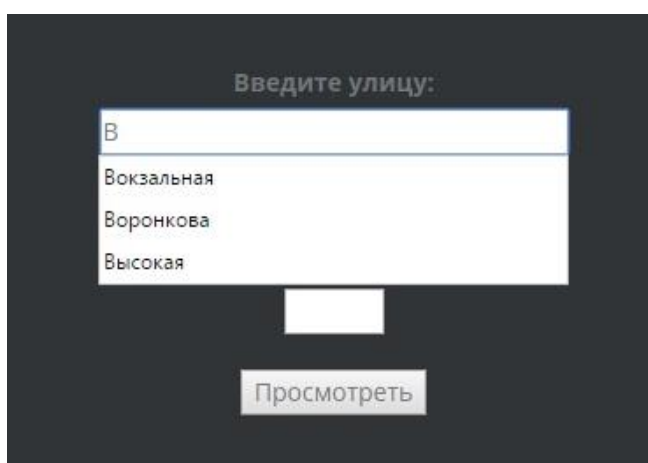 Введите улицу:
В
Вокзальная
Воронкова
Высокая
Просмотреть